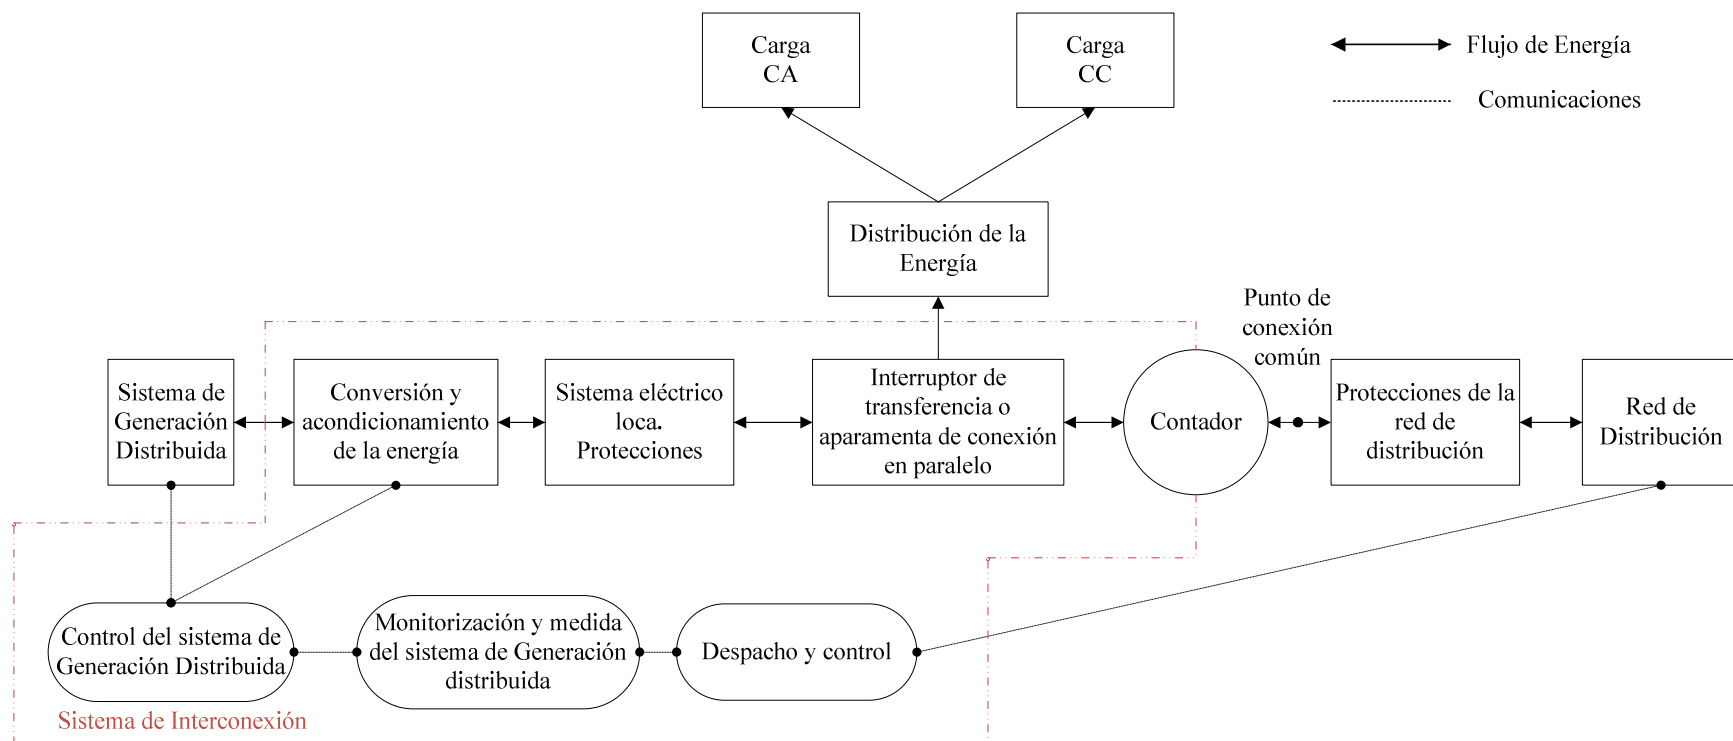 Carga
CA
Carga
CC
Flujo de Energía
Comunicaciones
Distribución de la
Energía
Punto de
conexión
común
Sistema de
Generación
Distribuida
Conversión y
acondicionamiento
de la energía
Sistema eléctrico
loca.
Protecciones
Interruptor de
transferencia o
aparamenta de conexión
en paralelo
Contador
Protecciones de la
red de
distribución
Red de
Distribución
Control del sistema de
Generación Distribuida
Monitorización y medida
del sistema de Generación
distribuida
Despacho y control
Sistema de Interconexión